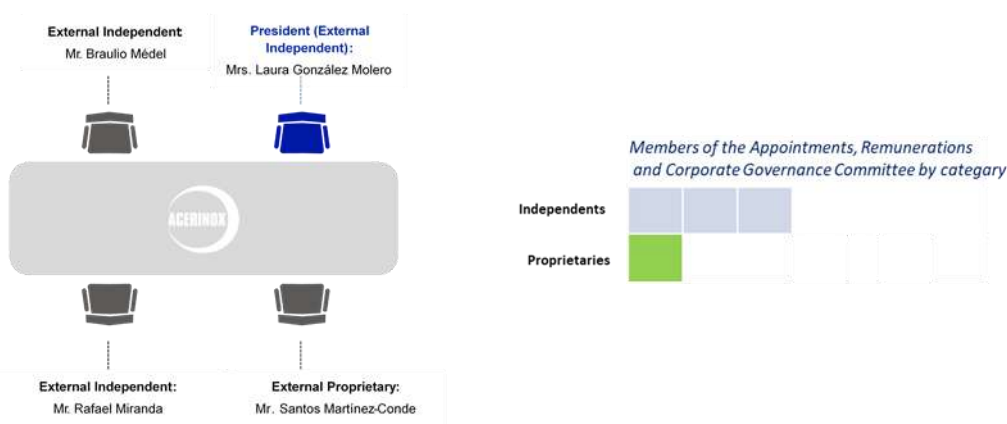 External Independent
Mr. Braulio Médel
President (External
Independent):
Mrs. Laura González Molero
ACERINOX
External Independent:
Mr. Rafael Miranda
External Proprietary:
Mr. Santos Martínez-Conde
Members of the Appointments, Remunerations
and Corporate Governance Committee by categary
Independents
Proprietaries